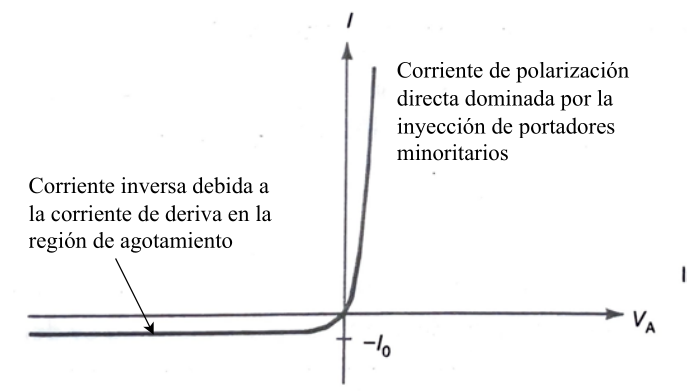 I
Corriente de polarización
directa dominada por la
inyección de portadores
minoritarios
Corriente inversa debida a
la corriente de deriva en la
región de agotamiento
I
V_A
–I_0